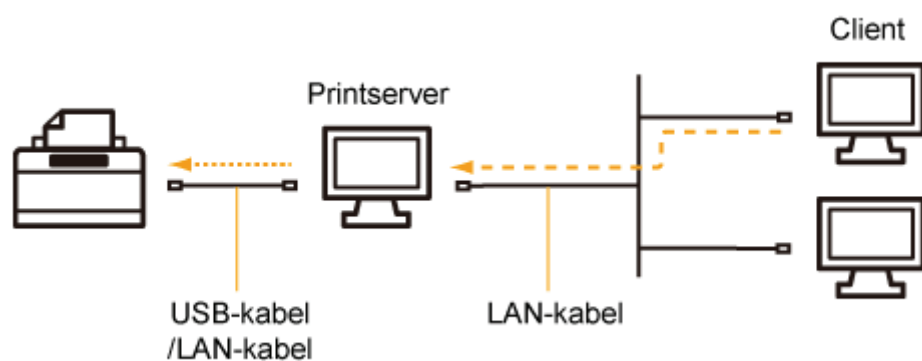 Client
Printserver
USB-kabel
/LAN-kabel
LAN-kabel